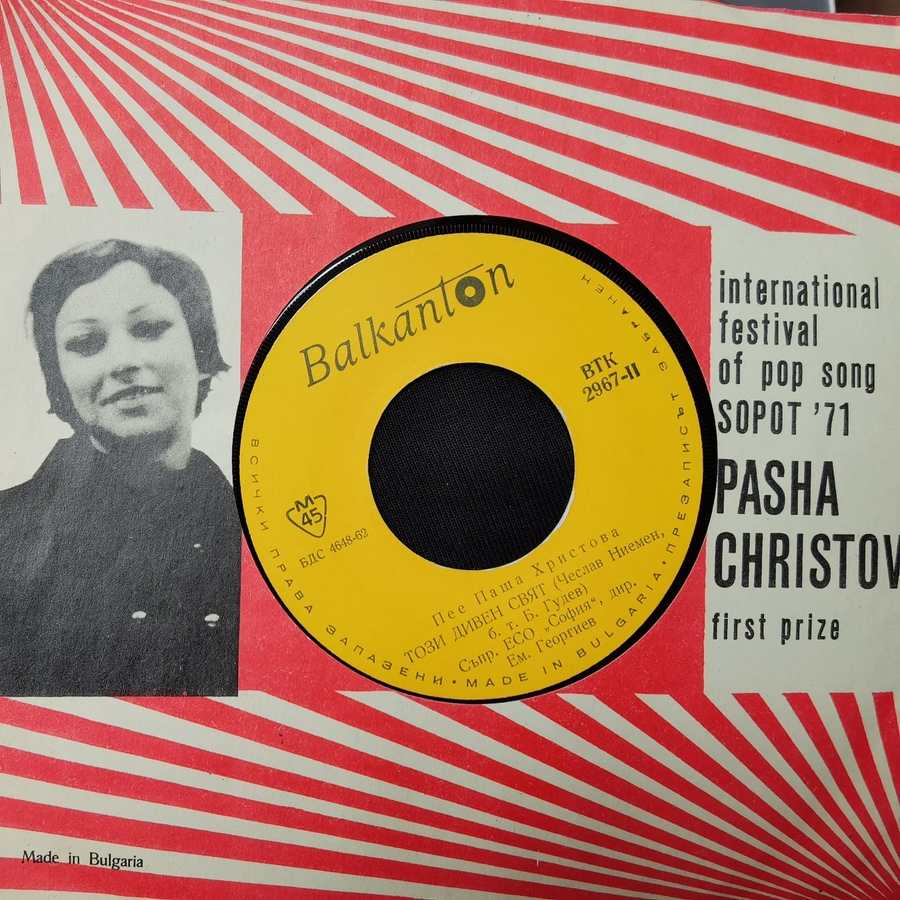 Balkanton
ВТК
2967-II
М
45
БДС 4648-62
Пее Паша Христова
ТОЗИ ДИВЕН СВЯТ (Чеслав Ниемен,
б. т. Б. Гудев)
Съпр. ЕСО „София“, дир.
Ем. Георгиев
ВСИЧКИ ПРАВА ЗАПАЗЕНИ • MADE IN BULGARIA • ПРЕЗАПИСЪТ ЗАБРАНЕН
international
festival
of pop song
SOPOT '71
PASHA
CHRISTOV
first prize
Made in Bulgaria